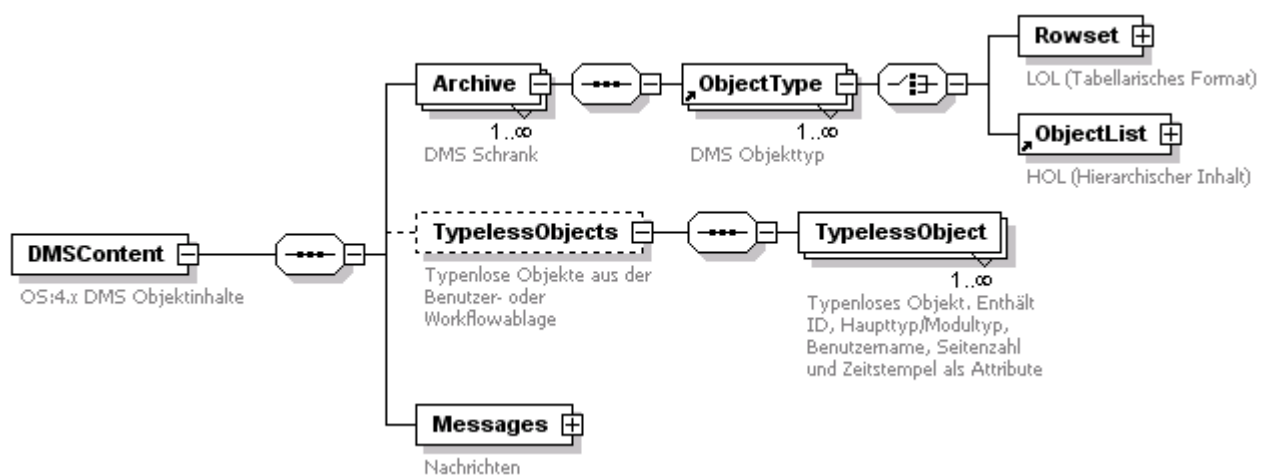 Rowset
LOL (Tabellarisches Format)
Archive
1..∞
DMS Schrank
ObjectType
1..∞
DMS Objekttyp
ObjectList
HOL (Hierarchischer Inhalt)
DMSContent
OS:4.x DMS Objektinhalte
TypelessObjects
Typenlose Objekte aus der
Benutzer- oder
Workflowablage
TypelessObject
1..∞
Typenloses Objekt. Enthält
ID, Haupttyp/Modultyp,
Benutzername, Seitenzahl
und Zeitstempel als Attribute
Messages
Nachrichten